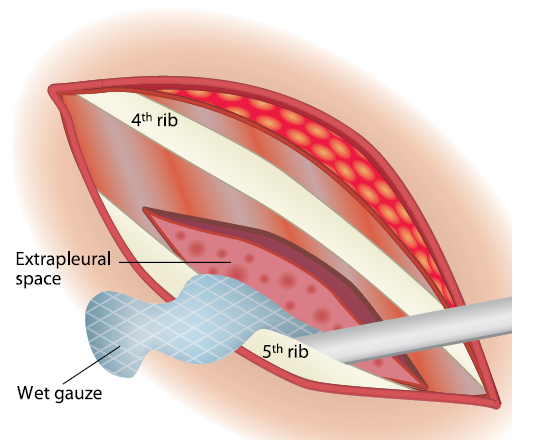 4th rib
Extrapleural
space
5th rib
Wet gauze